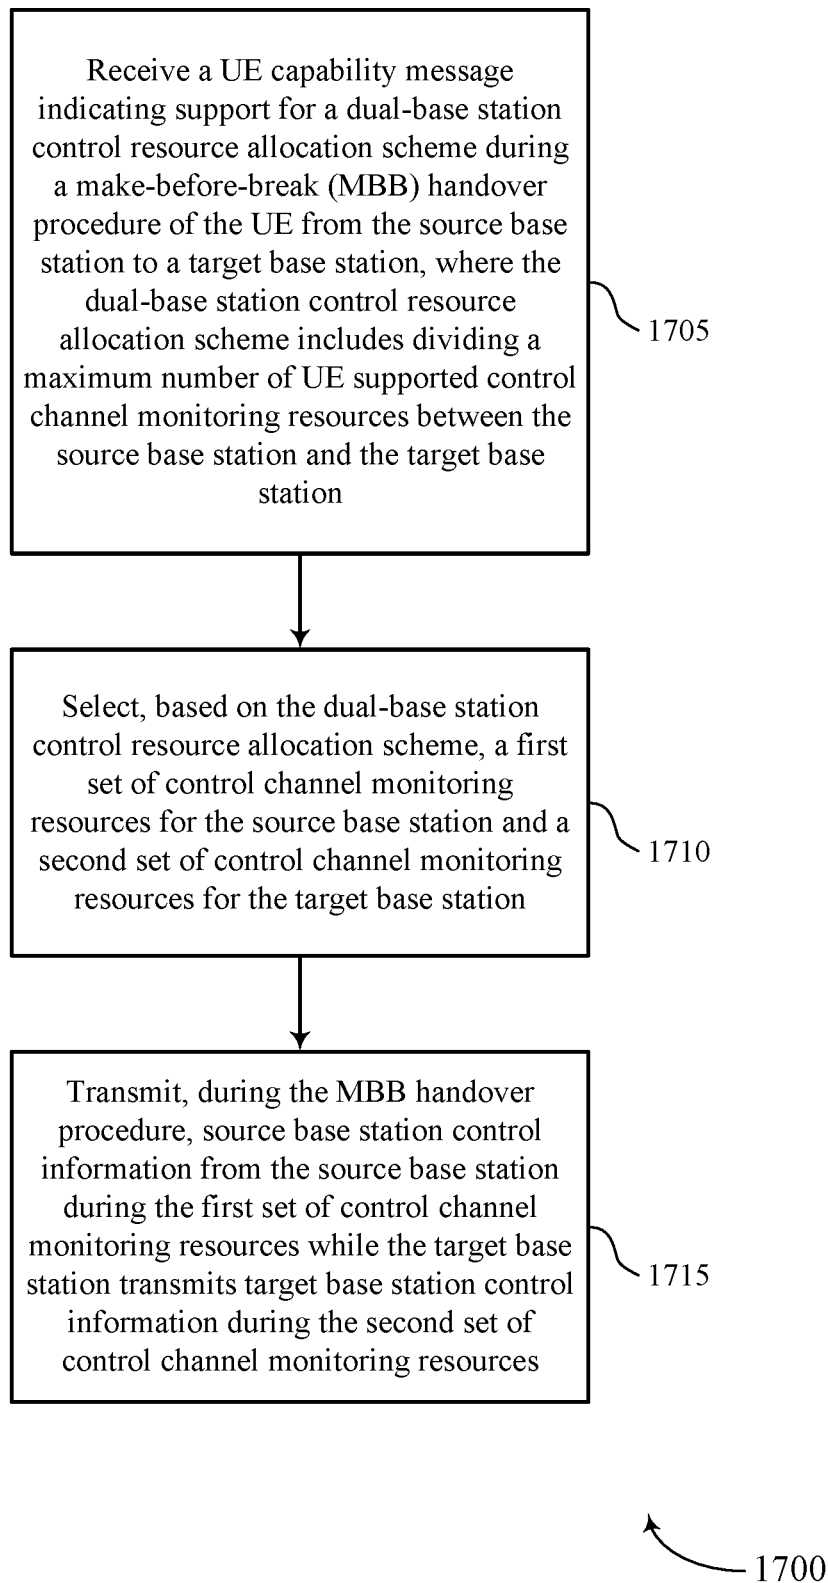 Receive a UE capability message
indicating support for a dual-base station
control resource allocation scheme during
a make-before-break (MBB) handover
procedure of the UE from the source base
station to a target base station, where the
dual-base station control resource
allocation scheme includes dividing a
maximum number of UE supported control
channel monitoring resources between the
source base station and the target base
station
1705
Select, based on the dual-base station
control resource allocation scheme, a first
set of control channel monitoring
resources for the source base station and a
second set of control channel monitoring
resources for the target base station
1710
Transmit, during the MBB handover
procedure, source base station control
information from the source base station
during the first set of control channel
monitoring resources while the target base
station transmits target base station control
information during the second set of
control channel monitoring resources
1715
1700